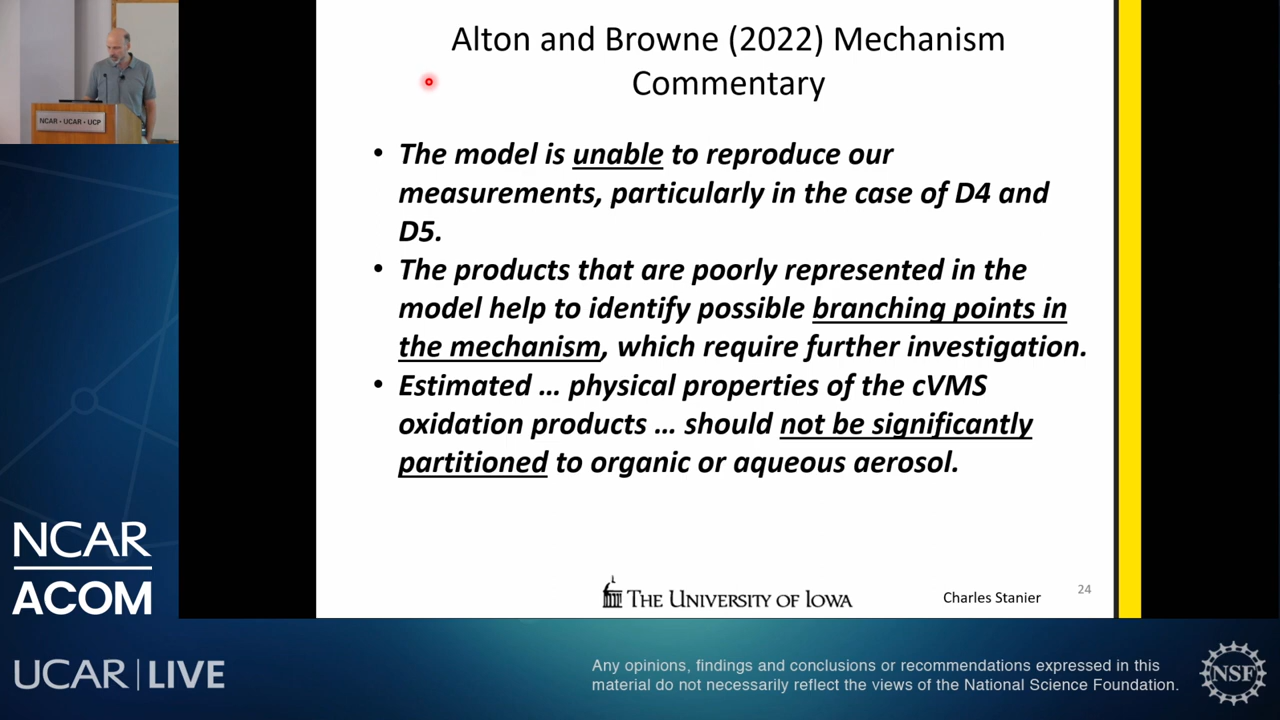 Alton and Browne (2022) Mechanism
Commentary
• The model is unable to reproduce our
measurements, particularly in the case of D4 and
D5.
• The products that are poorly represented in the
model help to identify possible branching points in
the mechanism, which require further investigation.
• Estimated … physical properties of the cVMS
oxidation products … should not be significantly
partitioned to organic or aqueous aerosol.
THE UNIVERSITY OF IOWA
Charles Stanier
24
NCAR • UCAR • UCP
NCAR
ACOM
UCAR | LIVE
Any opinions, findings and conclusions or recommendations expressed in this
material do not necessarily reflect the views of the National Science Foundation.
NSF